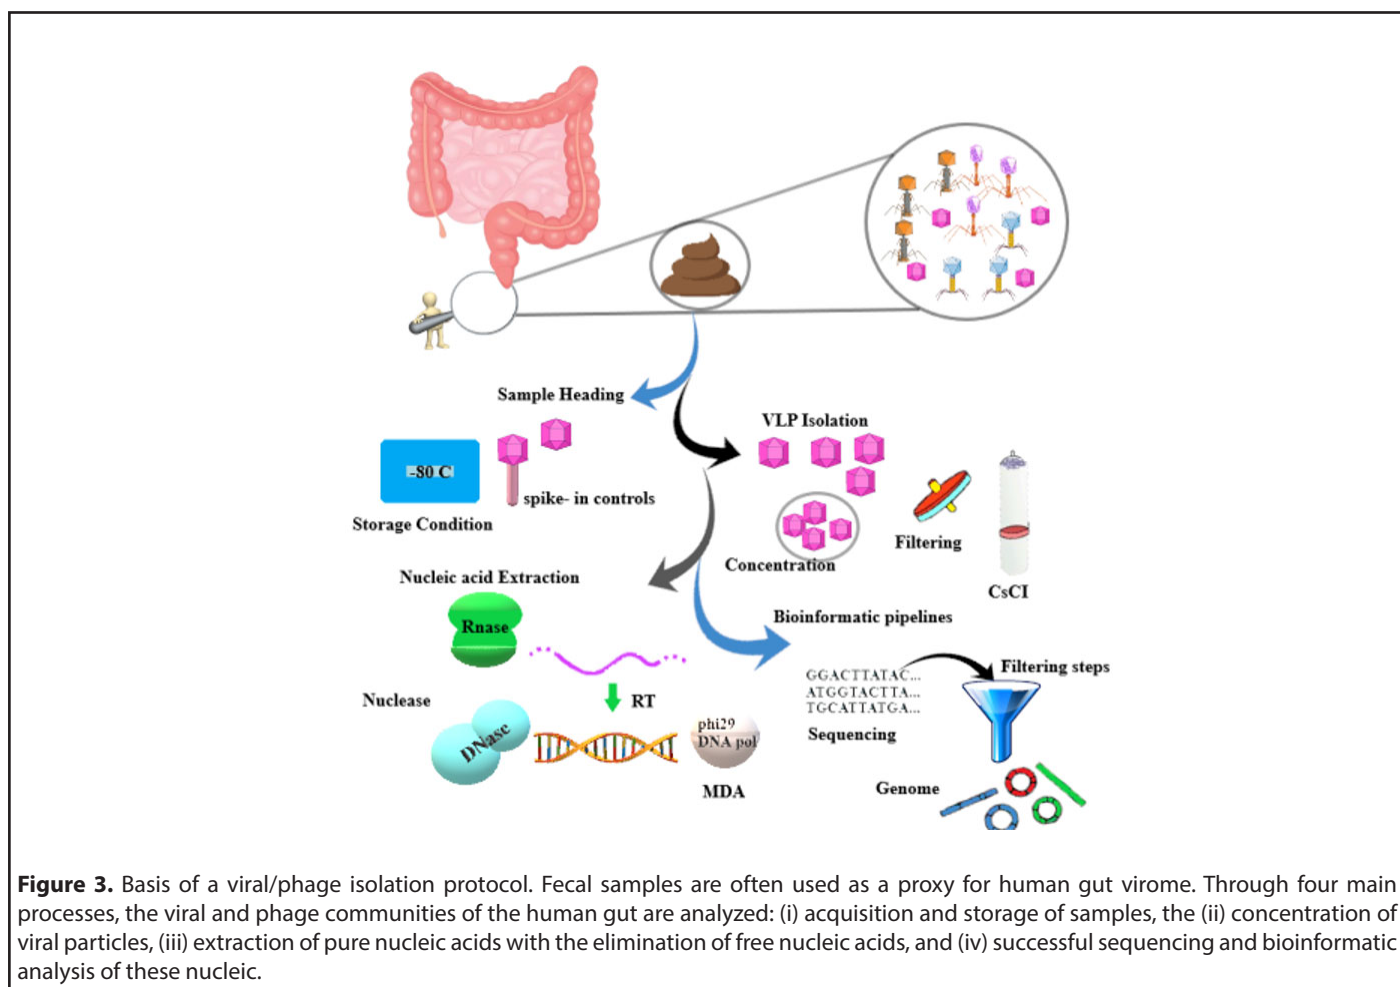 Sample Heading
-80 C
spike- in controls
Storage Condition
VLP Isolation
Concentration
Filtering
CsCI
Nucleic acid Extraction
Rnase
Nuclease
DNase
RT
phi29
DNA pol
MDA
Bioinformatic pipelines
GGACTTATAC...
ATGGTACTTA...
TGCATTATGA...
Sequencing
Filtering steps
Genome
Figure 3. Basis of a viral/phage isolation protocol. Fecal samples are often used as a proxy for human gut virome. Through four main
processes, the viral and phage communities of the human gut are analyzed: (i) acquisition and storage of samples, the (ii) concentration of
viral particles, (iii) extraction of pure nucleic acids with the elimination of free nucleic acids, and (iv) successful sequencing and bioinformatic
analysis of these nucleic.